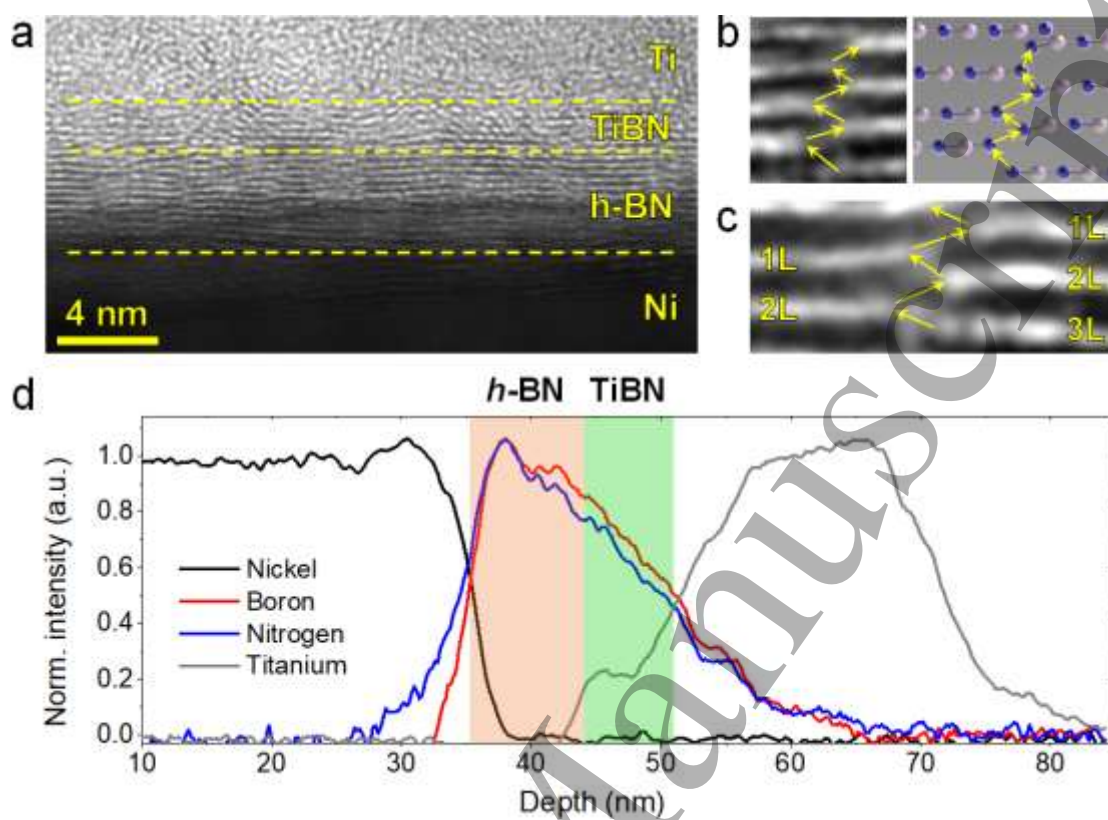 a
Ti
TiBN
h-BN
Ni
4 nm
b
c
1L
1L
2L
2L
3L
d
h-BN
TiBN
Norm. intensity (a.u.)
1.0
0.8
0.6
0.4
0.2
0.0
Nickel
Boron
Nitrogen
Titanium
10
20
30
40
50
60
70
80
Depth (nm)
Manuscript